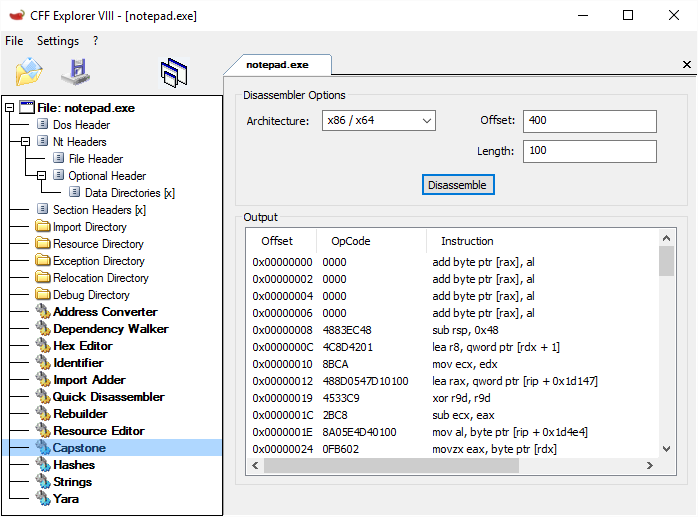 CFF Explorer VIII - [notepad.exe]
File Settings ?
File: notepad.exe
Dos Header
Nt Headers
File Header
Optional Header
Data Directories [x]
Section Headers [x]
Import Directory
Resource Directory
Exception Directory
Relocation Directory
Debug Directory
Address Converter
Dependency Walker
Hex Editor
Identifier
Import Adder
Quick Disassembler
Rebuilder
Resource Editor
Capstone
Hashes
Strings
Yara
notepad.exe
Disassembler Options
Architecture: x86 / x64 Offset: 400
Length: 100
Disassemble
Output
Offset OpCode Instruction
0x00000000 0000 add byte ptr [rax], al
0x00000002 0000 add byte ptr [rax], al
0x00000004 0000 add byte ptr [rax], al
0x00000006 0000 add byte ptr [rax], al
0x00000008 4883EC48 sub rsp, 0x48
0x0000000C 4C8D4201 lea r8, qword ptr [rdx + 1]
0x00000010 8BCA mov ecx, edx
0x00000012 488D0547D10100 lea rax, qword ptr [rip + 0x1d147]
0x00000019 4533C9 xor r9d, r9d
0x0000001C 2BC8 sub ecx, eax
0x0000001E 8A05E4D40100 mov al, byte ptr [rip + 0x1d4e4]
0x00000024 0FB602 movzx eax, byte ptr [rdx]